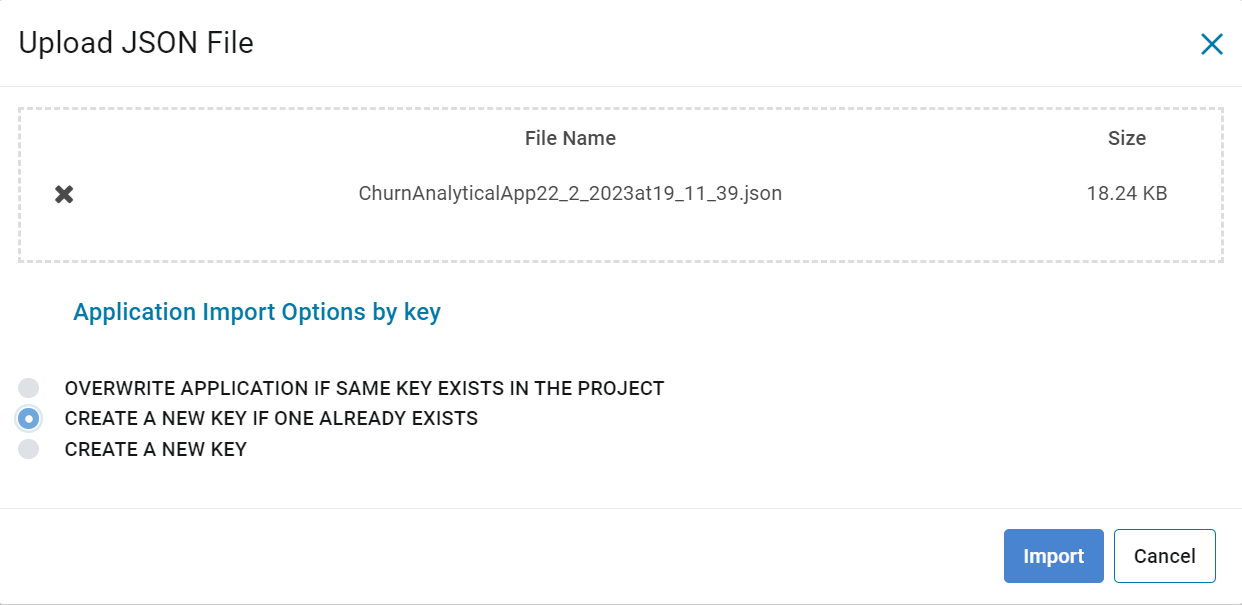 Upload JSON File
File Name Size
ChurnAnalyticalApp22_2_2023at19_11_39.json 18.24 KB
Application Import Options by key
OVERWRITE APPLICATION IF SAME KEY EXISTS IN THE PROJECT
CREATE A NEW KEY IF ONE ALREADY EXISTS
CREATE A NEW KEY
Import Cancel